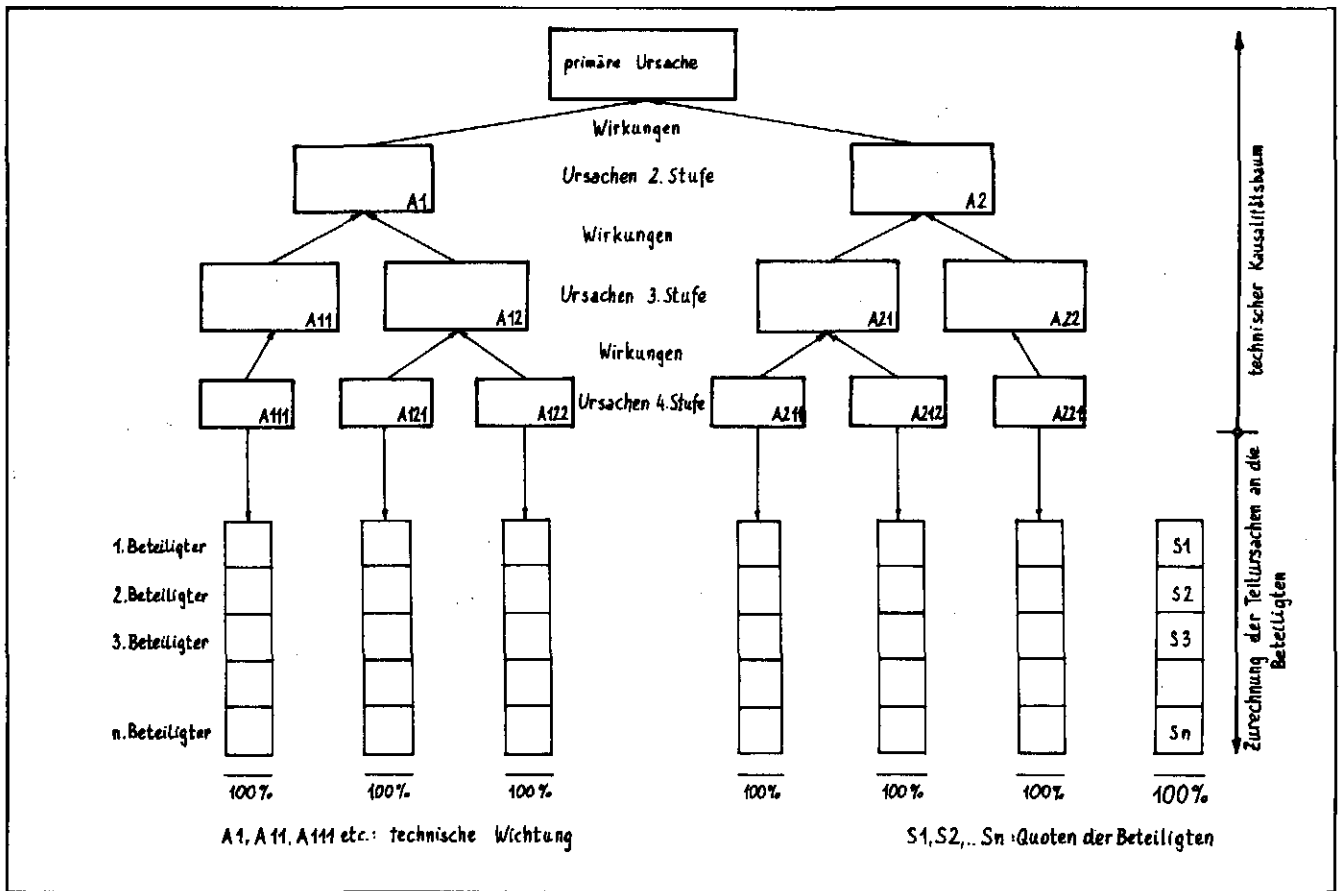 primäre Ursache
Wirkungen
Ursachen 2. Stufe
A1
A2
Wirkungen
Ursachen 3. Stufe
A11
A12
A21
A22
Wirkungen
Ursachen 4. Stufe
A111
A121
A122
A211
A212
A221
technischer Kausalitätsbaum
Zurechnung der Teilursachen an die
Beteiligten
1. Beteiligter
S1
2. Beteiligter
S2
3. Beteiligter
S3
n. Beteiligter
Sn
100% 100% 100% 100% 100% 100% 100%
A1, A11, A111 etc.: technische Wichtung
S1, S2,.. Sn : Quoten der Beteiligten